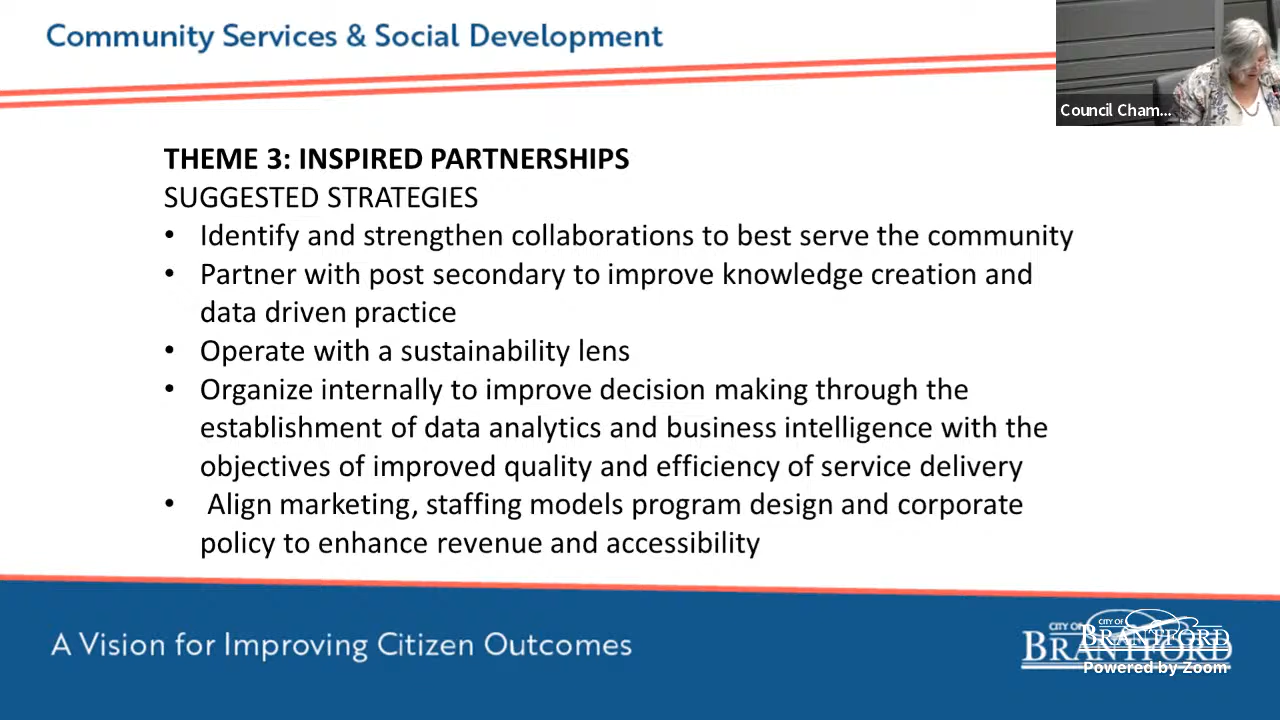 Community Services & Social Development
Council Cham...
THEME 3: INSPIRED PARTNERSHIPS
SUGGESTED STRATEGIES
• Identify and strengthen collaborations to best serve the community
• Partner with post secondary to improve knowledge creation and
data driven practice
• Operate with a sustainability lens
• Organize internally to improve decision making through the
establishment of data analytics and business intelligence with the
objectives of improved quality and efficiency of service delivery
• Align marketing, staffing models program design and corporate
policy to enhance revenue and accessibility
A Vision for Improving Citizen Outcomes
CITY OF
BRANTFORD
CITY OF
BRANTFORD
Powered by Zoom